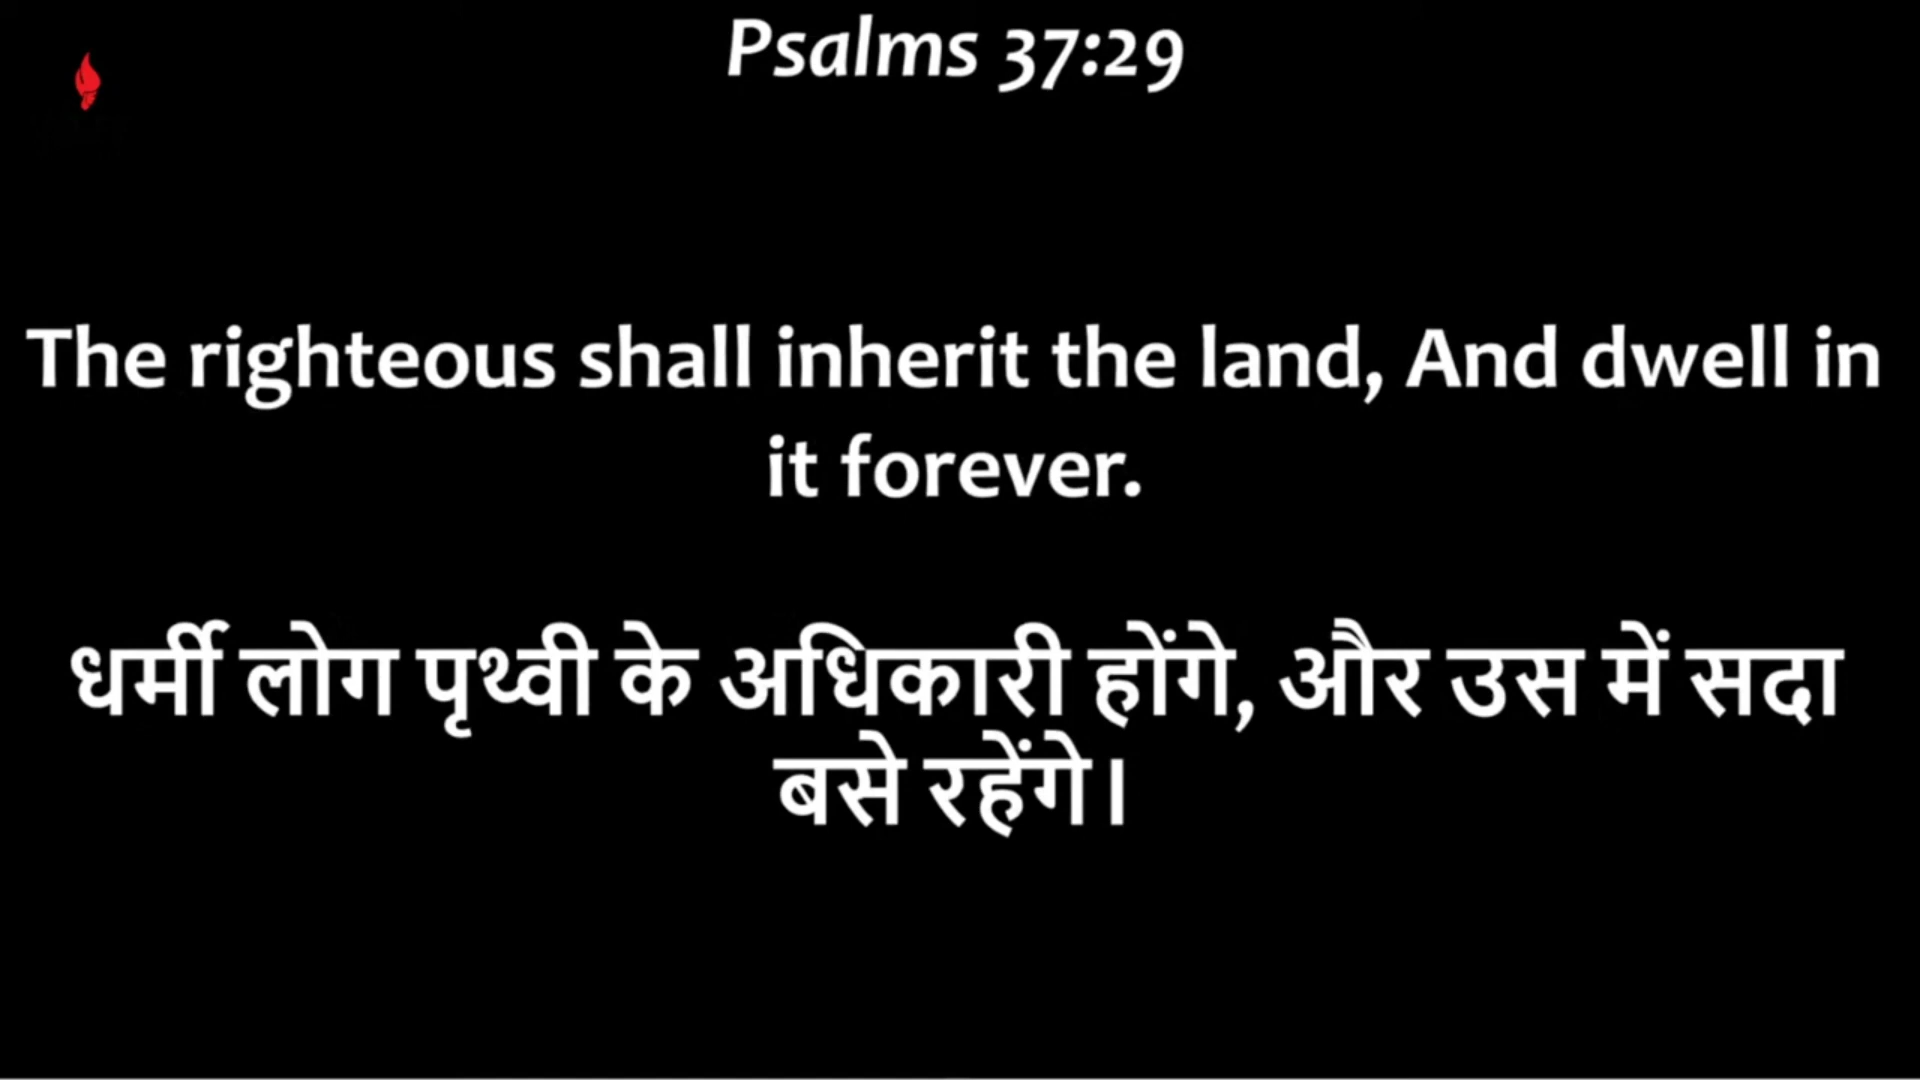 Psalms 37:29
The righteous shall inherit the land, And dwell in
it forever.
धर्मी लोग पृथ्वी के अधिकारी होंगे, और उस में सदा
बसे रहेंगे।